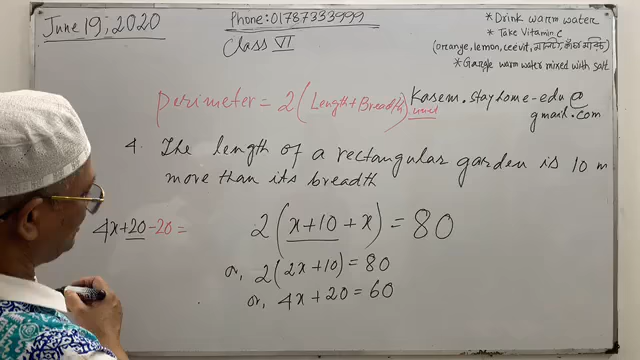 June 19; 2020
Phone: 01787333999
Class VI
* Drink warm water
* Take Vitamin C
(orange, lemon, ceevit,
* Gargle warm water mixed with salt
Perimeter = 2 (Length + Breadth) unit
Kasem.stayhome-edu@
gmail.com
4. The length of a rectangular garden is 10 m
more than its breadth
4x+20-20 =
2(x+10+x) = 80
or, 2(2x+10) = 80
or, 4x+20 = 60